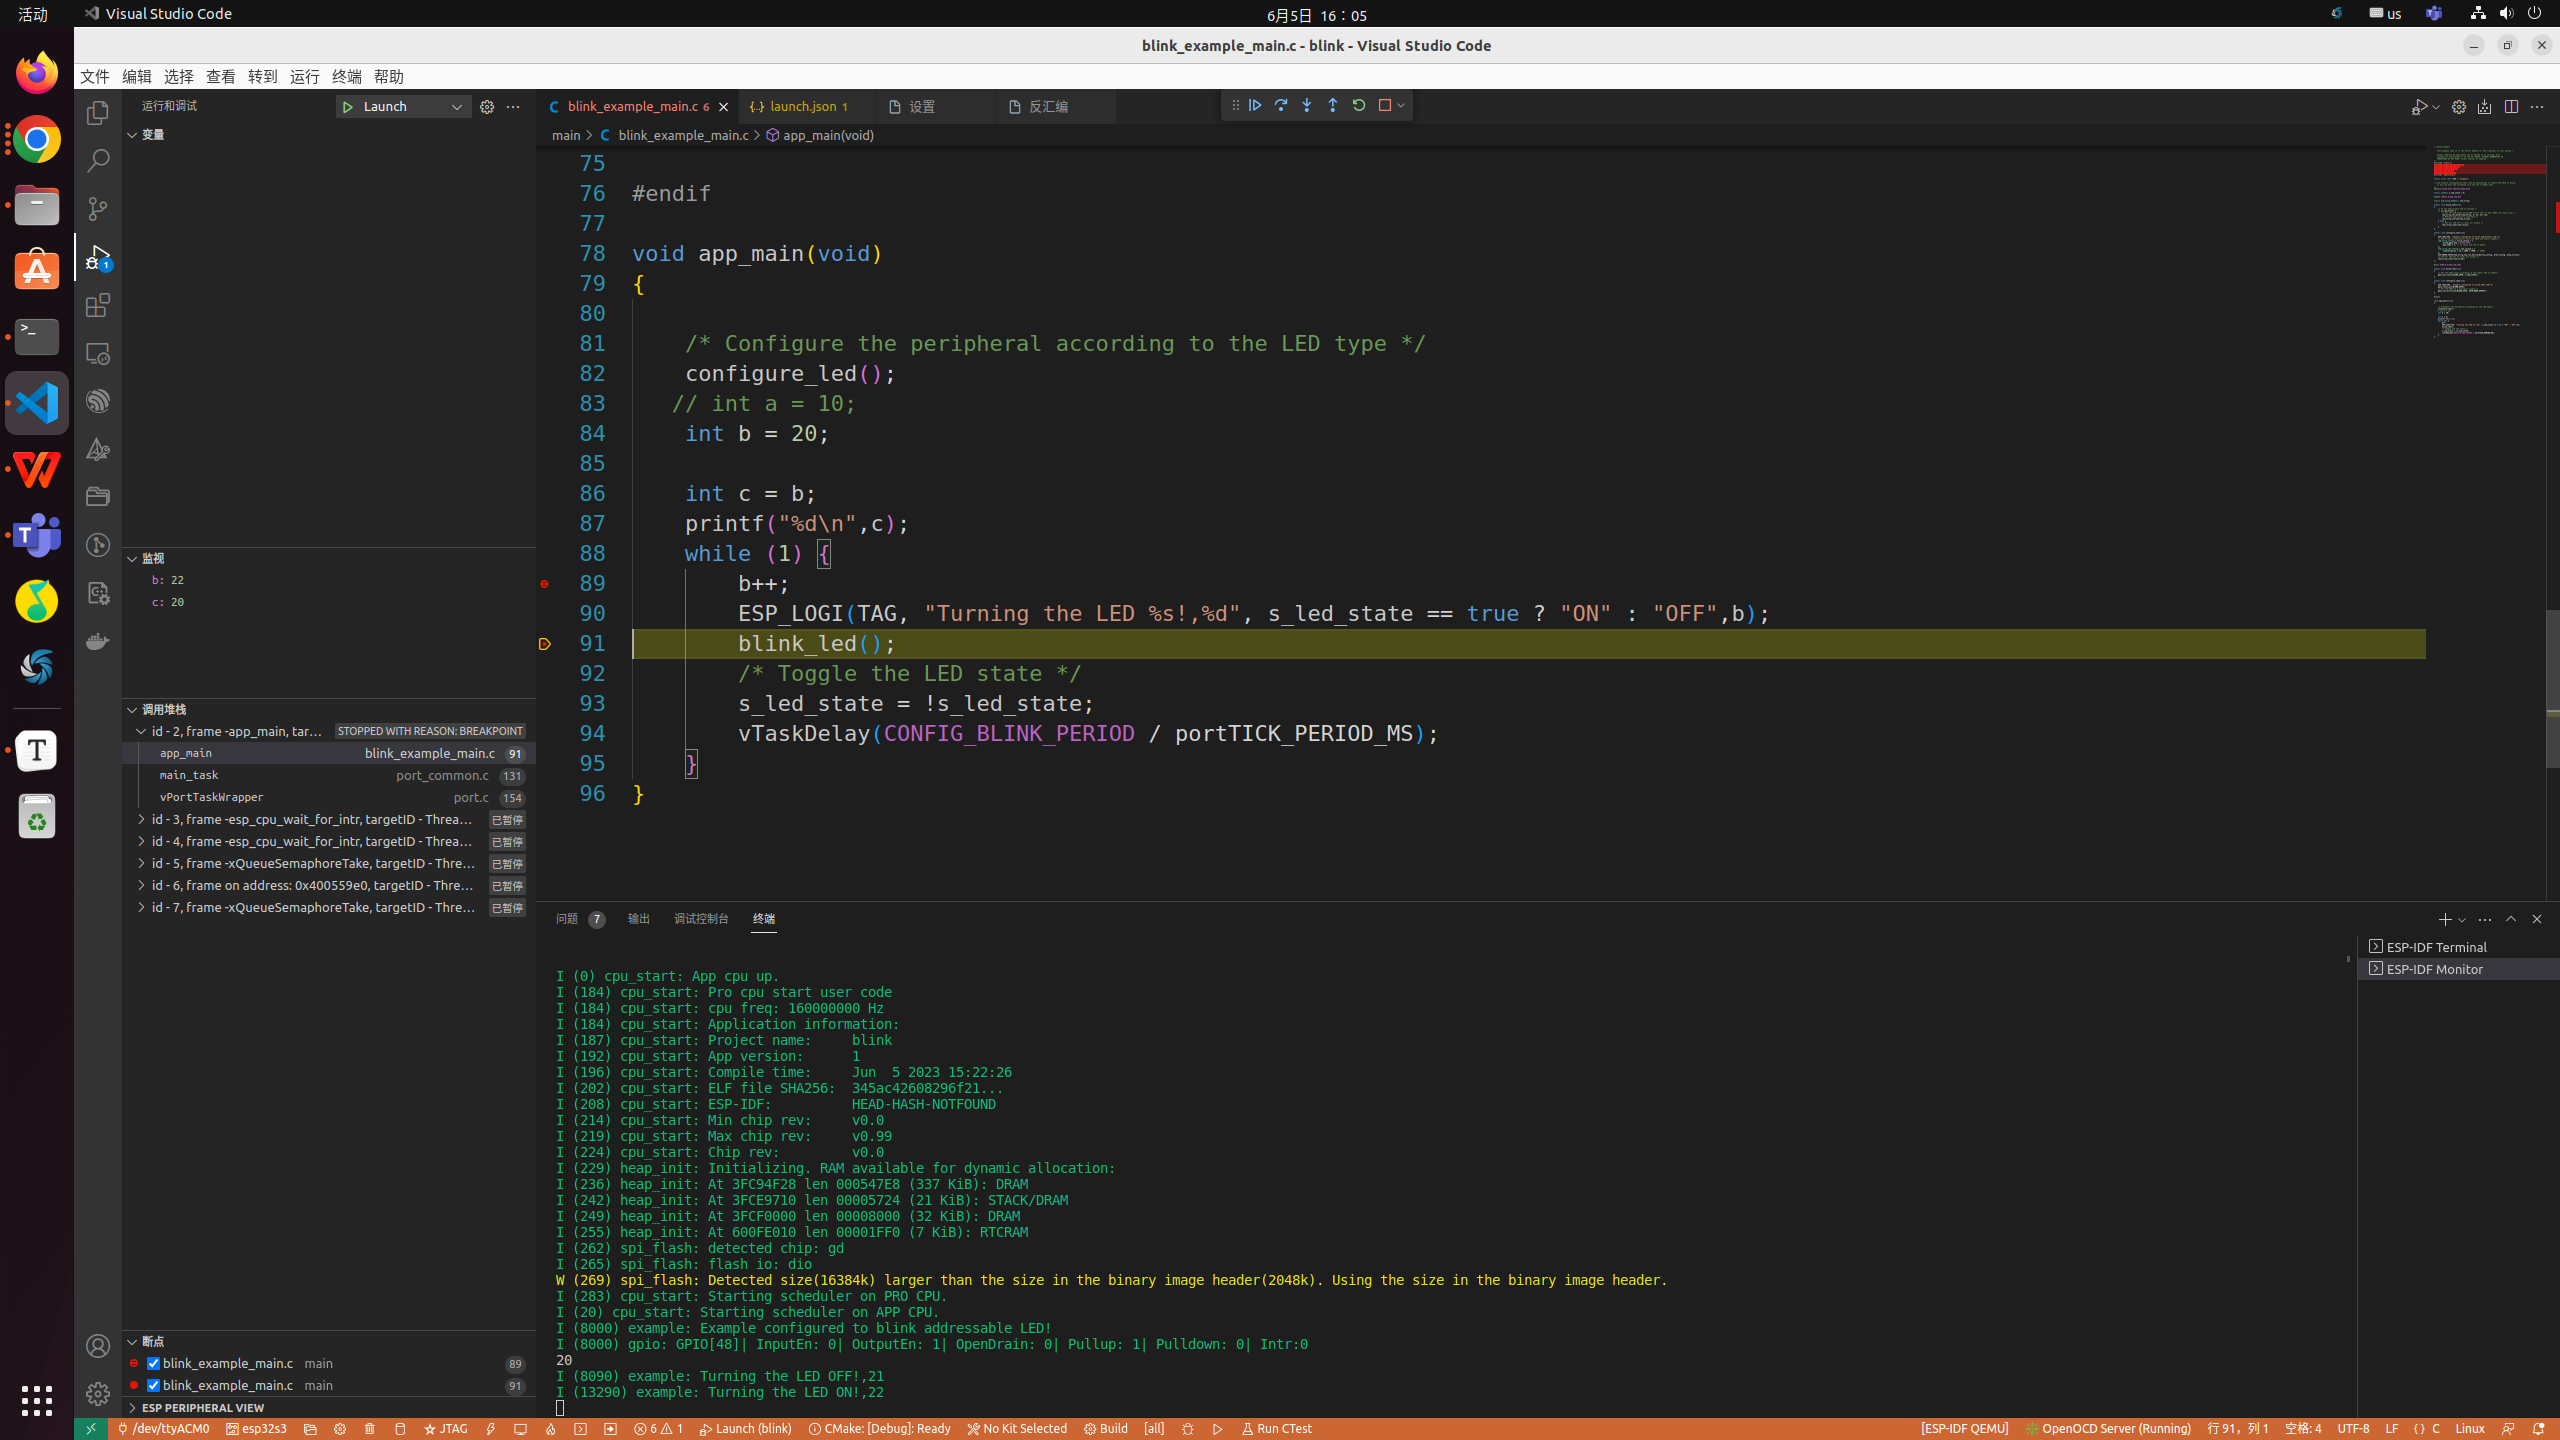 活动 Visual Studio Code 6月5日 16：05 us
blink_example_main.c - blink - Visual Studio Code
文件 编辑 选择 查看 转到 运行 终端 帮助
运行和调试 Launch
变量
监视
b: 22
c: 20
调用堆栈
id - 2, frame -app_main, tar… STOPPED WITH REASON: BREAKPOINT
app_main blink_example_main.c 91
main_task port_common.c 131
vPortTaskWrapper port.c 154
id - 3, frame -esp_cpu_wait_for_intr, targetID - Threa… 已暂停
id - 4, frame -esp_cpu_wait_for_intr, targetID - Threa… 已暂停
id - 5, frame -xQueueSemaphoreTake, targetID - Thre… 已暂停
id - 6, frame on address: 0x400559e0, targetID - Thre… 已暂停
id - 7, frame -xQueueSemaphoreTake, targetID - Thre… 已暂停
断点
blink_example_main.c main 89
blink_example_main.c main 91
ESP PERIPHERAL VIEW
blink_example_main.c 6 launch.json 1 设置 反汇编
main > blink_example_main.c > app_main(void)
75
76 #endif
77
78 void app_main(void)
79 {
80
81 /* Configure the peripheral according to the LED type */
82 configure_led();
83 // int a = 10;
84 int b = 20;
85
86 int c = b;
87 printf("%d\n",c);
88 while (1) {
89 b++;
90 ESP_LOGI(TAG, "Turning the LED %s!,%d", s_led_state == true ? "ON" : "OFF",b);
91 blink_led();
92 /* Toggle the LED state */
93 s_led_state = !s_led_state;
94 vTaskDelay(CONFIG_BLINK_PERIOD / portTICK_PERIOD_MS);
95 }
96 }
问题 7 输出 调试控制台 终端
ESP-IDF Terminal
ESP-IDF Monitor
I (0) cpu_start: App cpu up.
I (184) cpu_start: Pro cpu start user code
I (184) cpu_start: cpu freq: 160000000 Hz
I (184) cpu_start: Application information:
I (187) cpu_start: Project name:     blink
I (192) cpu_start: App version:      1
I (196) cpu_start: Compile time:     Jun  5 2023 15:22:26
I (202) cpu_start: ELF file SHA256:  345ac42608296f21...
I (208) cpu_start: ESP-IDF:          HEAD-HASH-NOTFOUND
I (214) cpu_start: Min chip rev:     v0.0
I (219) cpu_start: Max chip rev:     v0.99
I (224) cpu_start: Chip rev:         v0.0
I (229) heap_init: Initializing. RAM available for dynamic allocation:
I (236) heap_init: At 3FC94F28 len 000547E8 (337 KiB): DRAM
I (242) heap_init: At 3FCE9710 len 00005724 (21 KiB): STACK/DRAM
I (249) heap_init: At 3FCF0000 len 00008000 (32 KiB): DRAM
I (255) heap_init: At 600FE010 len 00001FF0 (7 KiB): RTCRAM
I (262) spi_flash: detected chip: gd
I (265) spi_flash: flash io: dio
W (269) spi_flash: Detected size(16384k) larger than the size in the binary image header(2048k). Using the size in the binary image header.
I (283) cpu_start: Starting scheduler on PRO CPU.
I (20) cpu_start: Starting scheduler on APP CPU.
I (8000) example: Example configured to blink addressable LED!
I (8000) gpio: GPIO[48]| InputEn: 0| OutputEn: 1| OpenDrain: 0| Pullup: 1| Pulldown: 0| Intr:0
20
I (8090) example: Turning the LED OFF!,21
I (13290) example: Turning the LED ON!,22
/dev/ttyACM0 esp32s3 JTAG 6 1 Launch (blink) CMake: [Debug]: Ready No Kit Selected Build [all] Run CTest [ESP-IDF QEMU] OpenOCD Server (Running) 行 91，列 1 空格: 4 UTF-8 LF {} C Linux